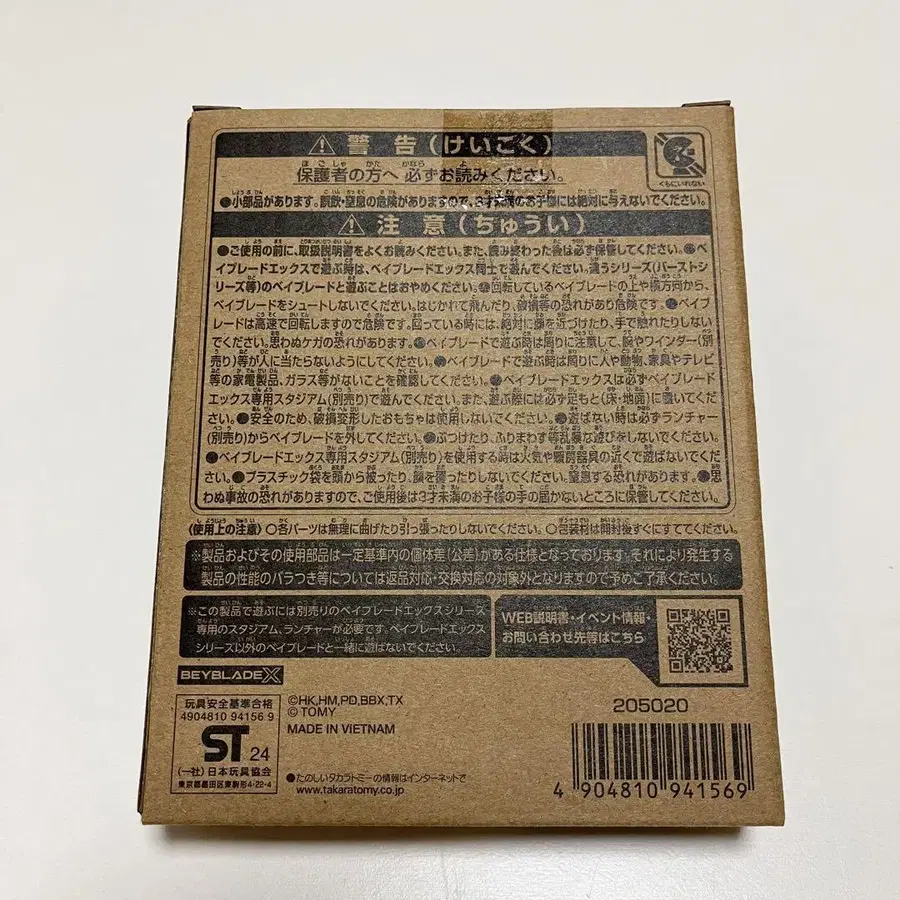 ⚠ 警告(けいこく)
保護者の方へ 必ずお読みください。
くちにいれない
●小部品があります。誤飲・窒息の危険がありますので、3才未満のお子様には絶対に与えないでください。
⚠ 注意(ちゅうい)
●ご使用の前に、取扱説明書をよくお読みください。また、読み終わった後は必ず保管してください。●ベ
イブレードエックスで遊ぶ時は、ベイブレードエックス同士で遊んでください。違うシリーズ(バーストシ
リーズ等)のベイブレードと遊ぶことはおやめください。●回転しているベイブレードの上や横方向から、
ベイブレードをシュートしないでください。はじかれて飛んだり、破損等の恐れがあり危険です。●ベイブ
レードは高速で回転しますので危険です。回っている時には、絶対に顔を近づけたり、手で触れたりしない
でください。思わぬケガの恐れがあります。●ベイブレードで遊ぶ時は周りに注意して、腕やワインダー(別
売り)等が人に当たらないようにしてください。●ベイブレードで遊ぶ時は周りに人や動物、家具やテレビ
等の家電製品、ガラス等がないことを確認してください。●ベイブレードエックスは必ずベイブレード
エックス専用スタジアム(別売り)で遊んでください。また、遊ぶ際には必ず足もと(床・地面)に置いてくだ
さい。●安全のため、破損変形したおもちゃは使用しないでください。●遊ばない時は必ずランチャー
(別売り)からベイブレードを外してください。●ぶつけたり、ふりまわす等乱暴な遊びをしないでください。
●ベイブレードエックス専用スタジアム(別売り)を使用する時は火気や暖房器具の近くで遊ばないでくだ
さい。●プラスチック袋を頭から被ったり、顔を覆ったりしないでください。窒息する恐れがあります。●思
わぬ事故の恐れがありますので、ご使用後は3才未満のお子様の手の届かないところに保管してください。
〈使用上の注意〉○各パーツは無理に曲げたり引っ張ったりしないでください。○包装材は開封後すぐにすててください。
※製品およびその使用部品は一定基準内の個体差(公差)がある仕様となっております。それにより発生する
製品の性能のバラつき等については返品対応・交換対応の対象外となりますので予めご了承ください。
※この製品で遊ぶには別売りのベイブレードエックスシリーズ
専用のスタジアム、ランチャーが必要です。ベイブレードエックス
シリーズ以外のベイブレードと一緒に遊ばないでください。
WEB説明書・イベント情報・
お問い合わせ先等はこちら
BEYBLADE X
玩具安全基準合格
4904810 94156 9
ST 24
(一社)日本玩具協会
東京都墨田区東駒形4-22-4
©HK,HM,PD,BBX,TX
© TOMY
MADE IN VIETNAM
●たのしいタカラトミーの情報はインターネットで
www.takaratomy.co.jp
205020
4 904810 941569